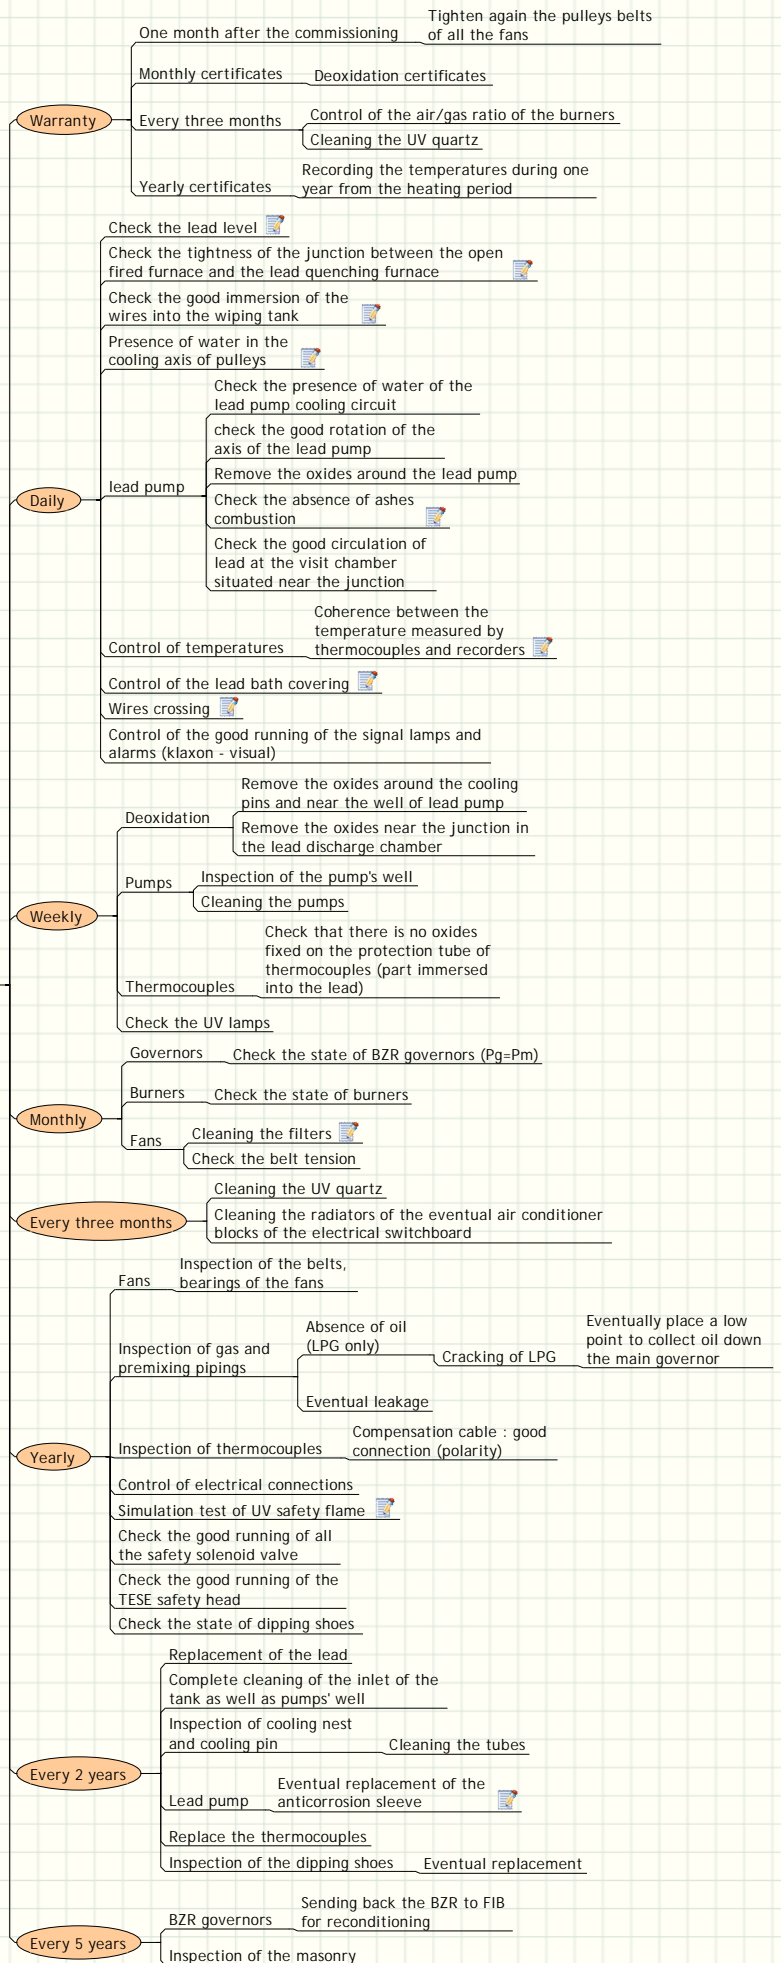 Warranty
One month after the commissioning
Tighten again the pulleys belts
of all the fans
Monthly certificates
Deoxidation certificates
Every three months
Control of the air/gas ratio of the burners
Cleaning the UV quartz
Yearly certificates
Recording the temperatures during one
year from the heating period
Daily
Check the lead level
Check the tightness of the junction between the open
fired furnace and the lead quenching furnace
Check the good immersion of the
wires into the wiping tank
Presence of water in the
cooling axis of pulleys
lead pump
Check the presence of water of the
lead pump cooling circuit
check the good rotation of the
axis of the lead pump
Remove the oxides around the lead pump
Check the absence of ashes
combustion
Check the good circulation of
lead at the visit chamber
situated near the junction
Control of temperatures
Coherence between the
temperature measured by
thermocouples and recorders
Control of the lead bath covering
Wires crossing
Control of the good running of the signal lamps and
alarms (klaxon - visual)
Weekly
Deoxidation
Remove the oxides around the cooling
pins and near the well of lead pump
Remove the oxides near the junction in
the lead discharge chamber
Pumps
Inspection of the pump's well
Cleaning the pumps
Thermocouples
Check that there is no oxides
fixed on the protection tube of
thermocouples (part immersed
into the lead)
Check the UV lamps
Monthly
Governors
Check the state of BZR governors (Pg=Pm)
Burners
Check the state of burners
Fans
Cleaning the filters
Check the belt tension
Every three months
Cleaning the UV quartz
Cleaning the radiators of the eventual air conditioner
blocks of the electrical switchboard
Yearly
Fans
Inspection of the belts,
bearings of the fans
Inspection of gas and
premixing pipings
Absence of oil
(LPG only)
Cracking of LPG
Eventually place a low
point to collect oil down
the main governor
Eventual leakage
Inspection of thermocouples
Compensation cable : good
connection (polarity)
Control of electrical connections
Simulation test of UV safety flame
Check the good running of all
the safety solenoid valve
Check the good running of the
TESE safety head
Check the state of dipping shoes
Every 2 years
Replacement of the lead
Complete cleaning of the inlet of the
tank as well as pumps' well
Inspection of cooling nest
and cooling pin
Cleaning the tubes
Lead pump
Eventual replacement of the
anticorrosion sleeve
Replace the thermocouples
Inspection of the dipping shoes
Eventual replacement
Every 5 years
BZR governors
Sending back the BZR to FIB
for reconditioning
Inspection of the masonry